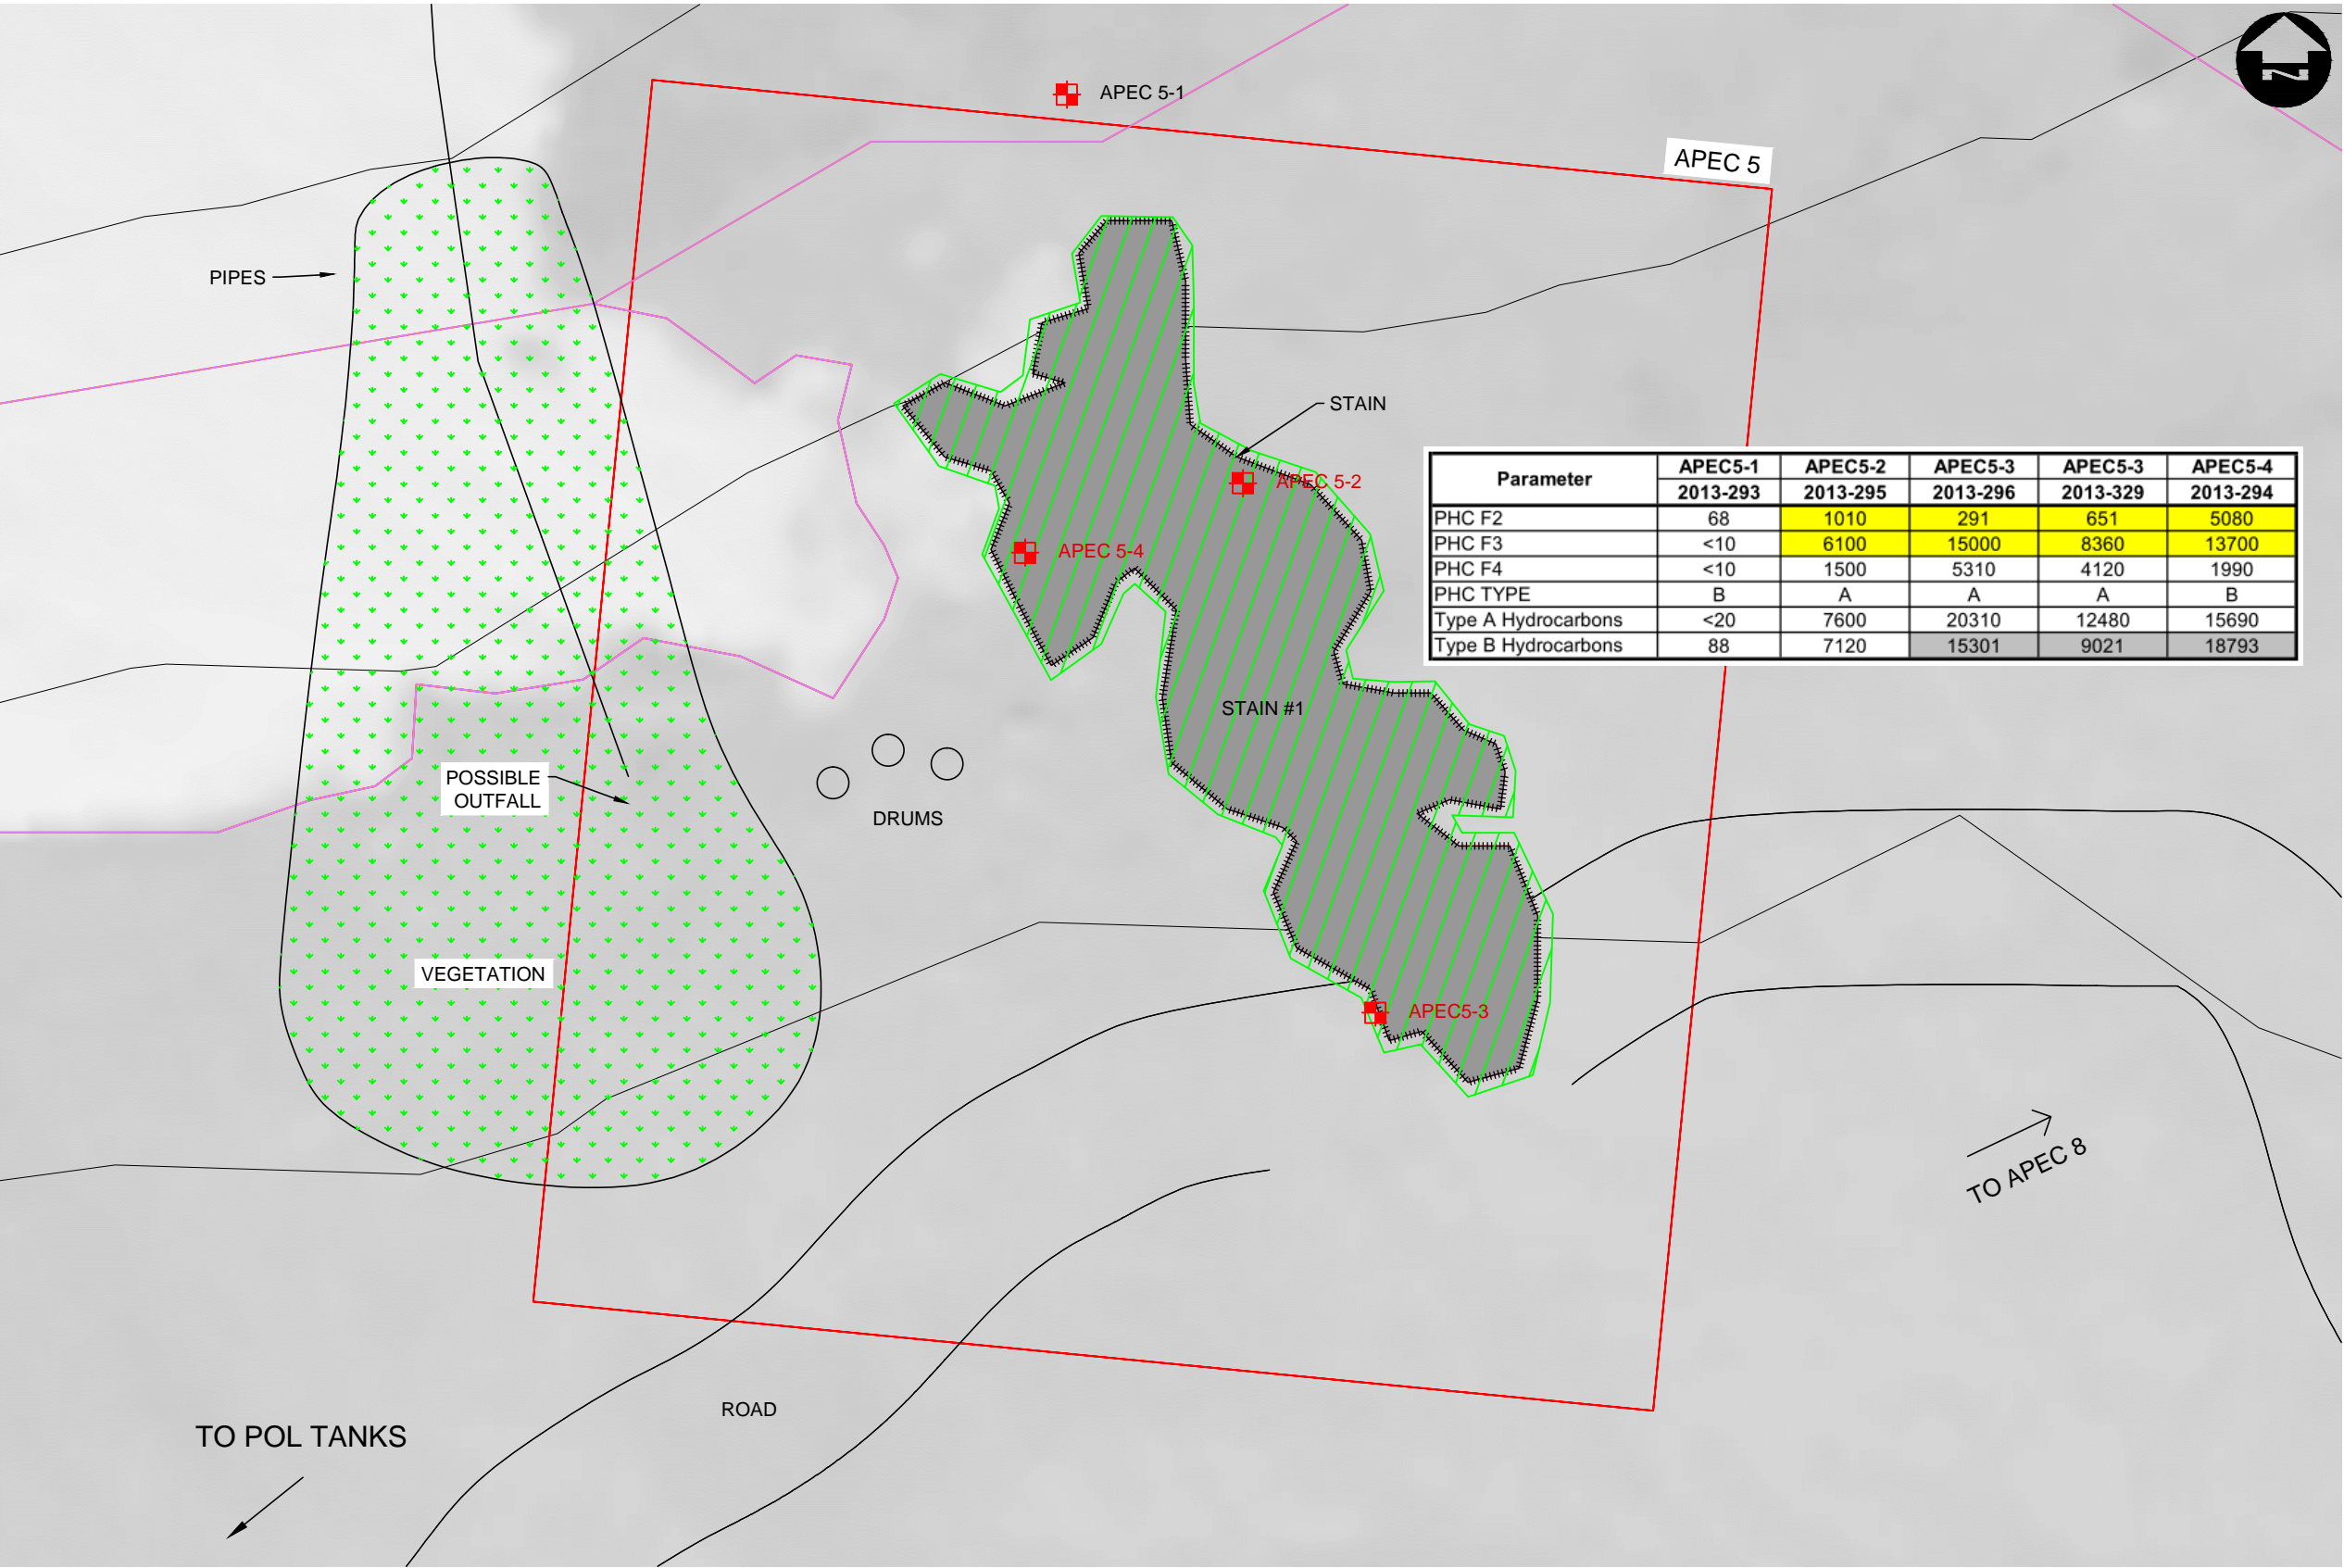 APEC 5-1
APEC 5
PIPES
STAIN
Parameter APEC5-1 APEC5-2 APEC5-3 APEC5-3 APEC5-4
2013-293 2013-295 2013-296 2013-329 2013-294
PHC F2 68 1010 291 651 5080
PHC F3 <10 6100 15000 8360 13700
PHC F4 <10 1500 5310 4120 1990
PHC TYPE B A A A B
Type A Hydrocarbons <20 7600 20310 12480 15690
Type B Hydrocarbons 88 7120 15301 9021 18793
APEC 5-2
APEC 5-4
STAIN #1
POSSIBLE
OUTFALL
DRUMS
VEGETATION
APEC5-3
TO APEC 8
ROAD
TO POL TANKS
N